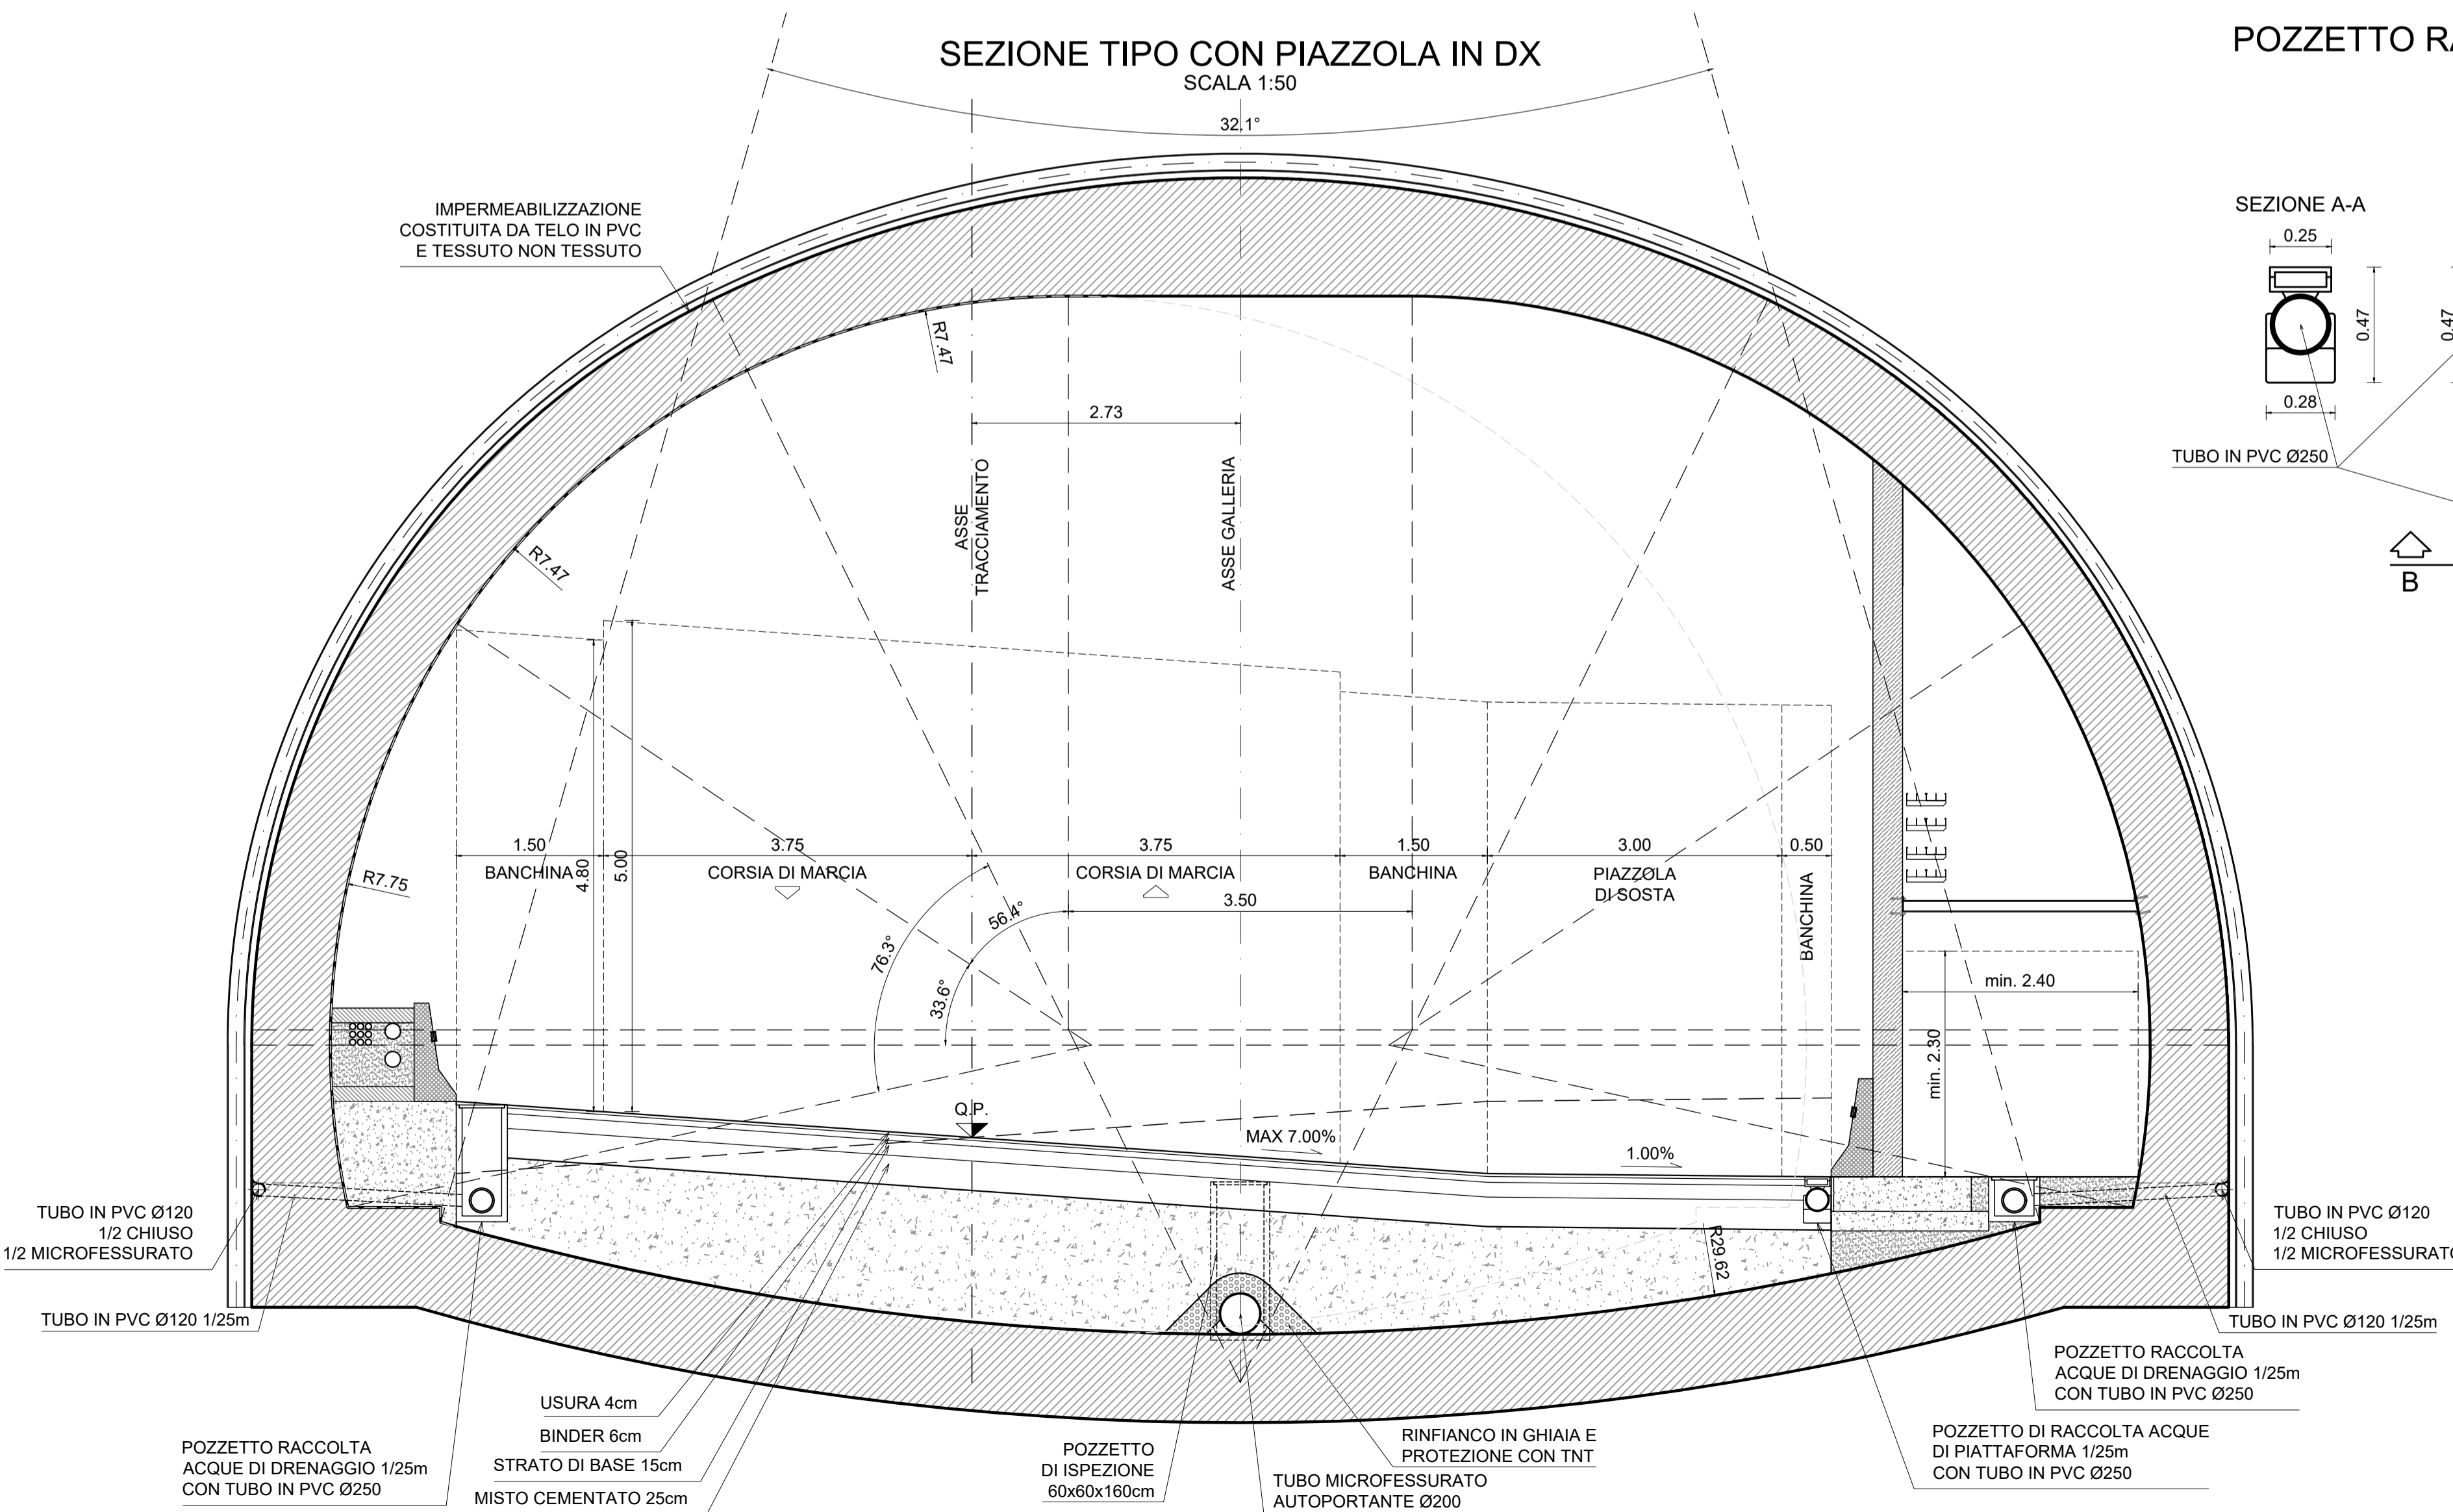 SEZIONE TIPO CON PIAZZOLA IN DX
SCALA 1:50
32.1°
POZZETTO RA
IMPERMEABILIZZAZIONE
COSTITUITA DA TELO IN PVC
E TESSUTO NON TESSUTO
SEZIONE A-A
0.25
0.47
0.47
0.28
TUBO IN PVC Ø250
B
R7.47
2.73
ASSE
TRACCIAMENTO
ASSE GALLERIA
R7.47
R7.75
1.50
BANCHINA
4.80
5.00
3.75
CORSIA DI MARCIA
3.75
CORSIA DI MARCIA
1.50
BANCHINA
3.00
PIAZZOLA
DI SOSTA
0.50
BANCHINA
3.50
56.4°
76.3°
33.6°
min. 2.40
min. 2.30
Q.P.
MAX 7.00%
1.00%
R29.62
TUBO IN PVC Ø120
1/2 CHIUSO
1/2 MICROFESSURATO
TUBO IN PVC Ø120 1/25m
TUBO IN PVC Ø120
1/2 CHIUSO
1/2 MICROFESSURATO
TUBO IN PVC Ø120 1/25m
USURA 4cm
BINDER 6cm
STRATO DI BASE 15cm
MISTO CEMENTATO 25cm
POZZETTO RACCOLTA
ACQUE DI DRENAGGIO 1/25m
CON TUBO IN PVC Ø250
POZZETTO
DI ISPEZIONE
60x60x160cm
RINFIANCO IN GHIAIA E
PROTEZIONE CON TNT
TUBO MICROFESSURATO
AUTOPORTANTE Ø200
POZZETTO RACCOLTA
ACQUE DI DRENAGGIO 1/25m
CON TUBO IN PVC Ø250
POZZETTO DI RACCOLTA ACQUE
DI PIATTAFORMA 1/25m
CON TUBO IN PVC Ø250